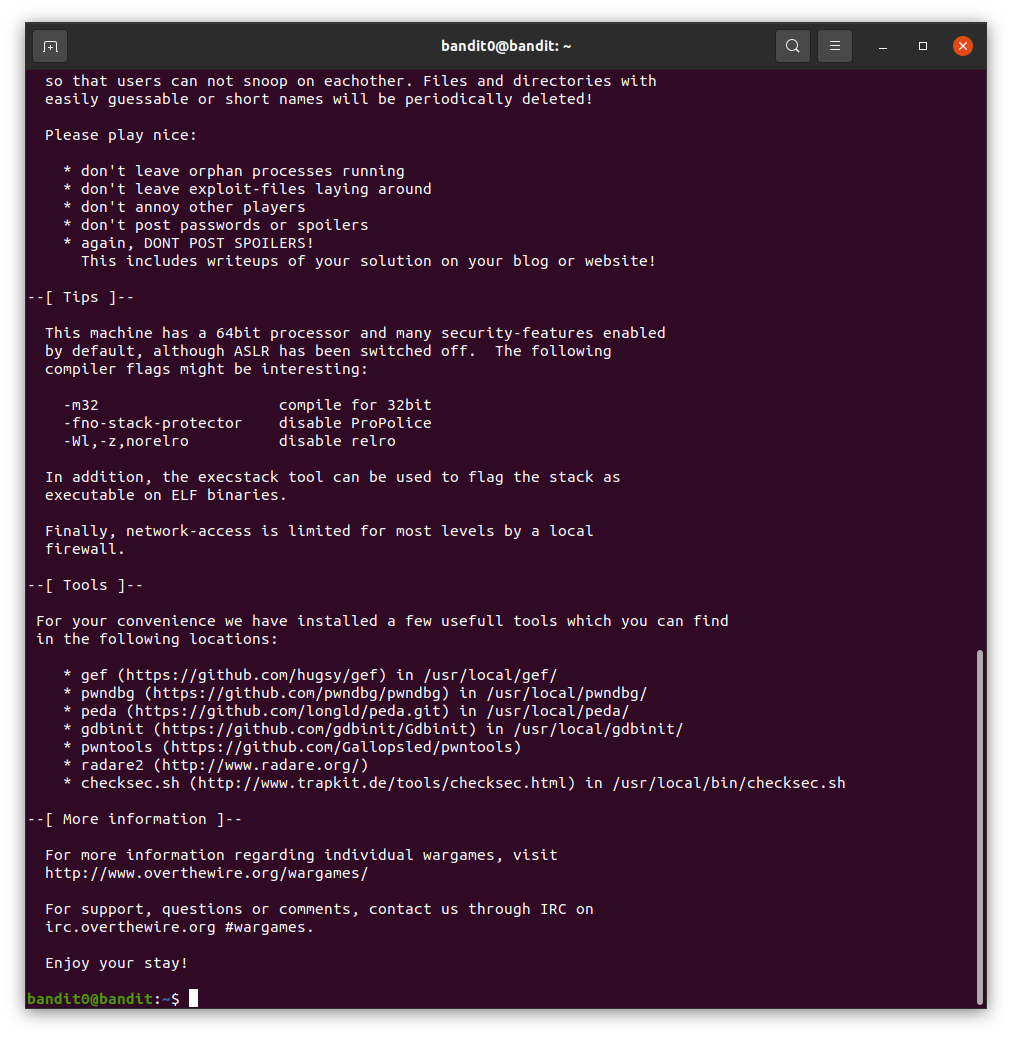 bandit0@bandit: ~
so that users can not snoop on eachother. Files and directories with
easily guessable or short names will be periodically deleted!
Please play nice:
* don't leave orphan processes running
* don't leave exploit-files laying around
* don't annoy other players
* don't post passwords or spoilers
* again, DONT POST SPOILERS!
This includes writeups of your solution on your blog or website!
--[ Tips ]--
This machine has a 64bit processor and many security-features enabled
by default, although ASLR has been switched off.  The following
compiler flags might be interesting:
-m32                    compile for 32bit
-fno-stack-protector    disable ProPolice
-Wl,-z,norelro          disable relro
In addition, the execstack tool can be used to flag the stack as
executable on ELF binaries.
Finally, network-access is limited for most levels by a local
firewall.
--[ Tools ]--
For your convenience we have installed a few usefull tools which you can find
in the following locations:
* gef (https://github.com/hugsy/gef) in /usr/local/gef/
* pwndbg (https://github.com/pwndbg/pwndbg) in /usr/local/pwndbg/
* peda (https://github.com/longld/peda.git) in /usr/local/peda/
* gdbinit (https://github.com/gdbinit/Gdbinit) in /usr/local/gdbinit/
* pwntools (https://github.com/Gallopsled/pwntools)
* radare2 (http://www.radare.org/)
* checksec.sh (http://www.trapkit.de/tools/checksec.html) in /usr/local/bin/checksec.sh
--[ More information ]--
For more information regarding individual wargames, visit
http://www.overthewire.org/wargames/
For support, questions or comments, contact us through IRC on
irc.overthewire.org #wargames.
Enjoy your stay!
bandit0@bandit:~$